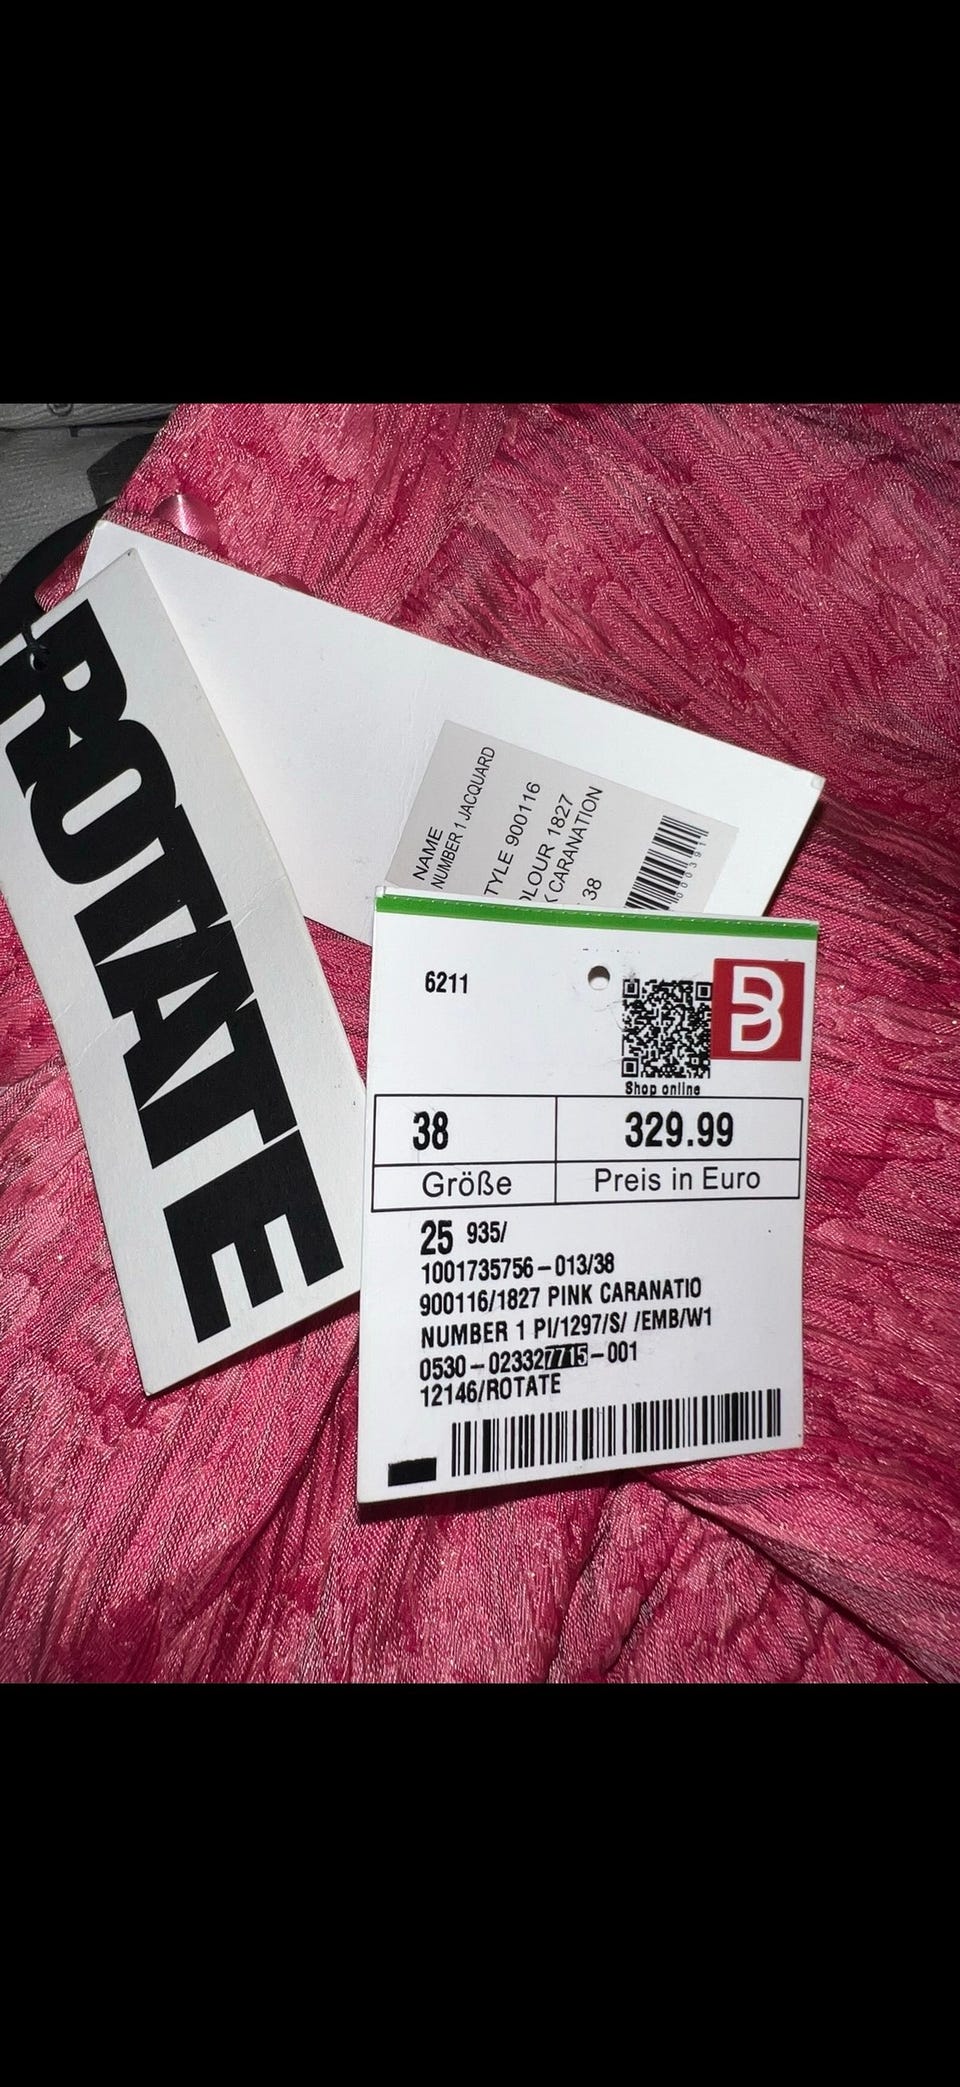 ROTATE
NAME
NUMBER 1 JACQUARD
TYLE 900116
OLOUR 1827
K CARANATION
38
6211
B
Shop online
38 329.99
Größe Preis in Euro
25 935/
1001735756-013/38
900116/1827 PINK CARANATIO
NUMBER 1 PI/1297/S/ /EMB/W1
0530-023327715-001
12146/ROTATE